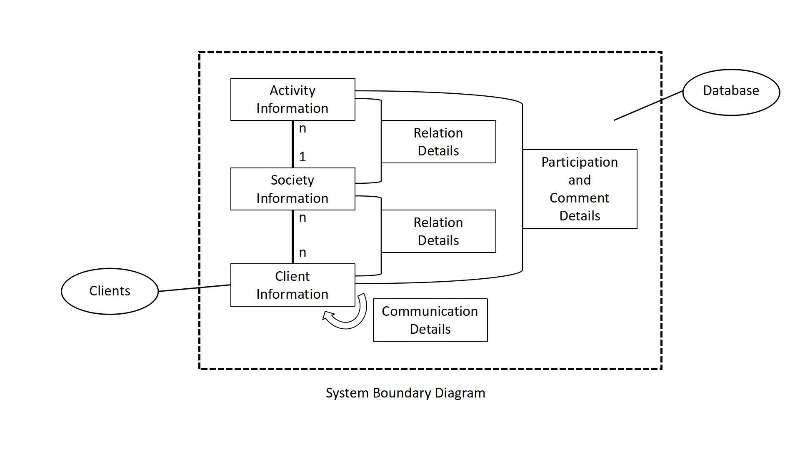 Activity
Information
n
1
Relation
Details
Society
Information
n
n
Relation
Details
Client
Information
Communication
Details
Participation
and
Comment
Details
Database
Clients
System Boundary Diagram